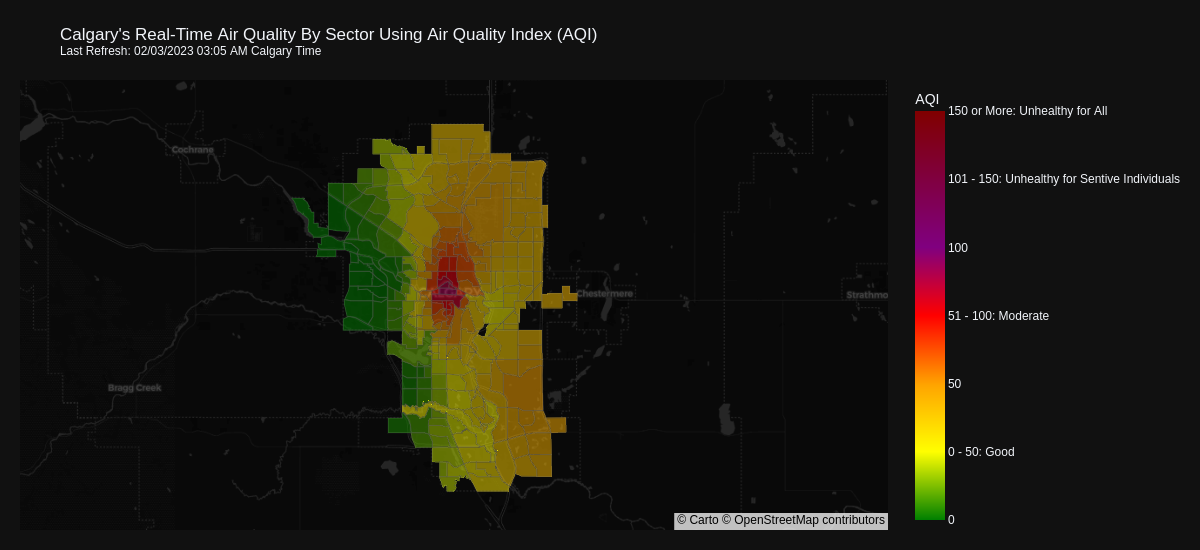 Calgary's Real-Time Air Quality By Sector Using Air Quality Index (AQI)
Last Refresh: 02/03/2023 03:05 AM Calgary Time
AQI
150 or More: Unhealthy for All
Cochrane
101 - 150: Unhealthy for Sentive Individuals
100
Chestermere
Strathmo
51 - 100: Moderate
Bragg Creek
50
0 - 50: Good
0
© Carto © OpenStreetMap contributors